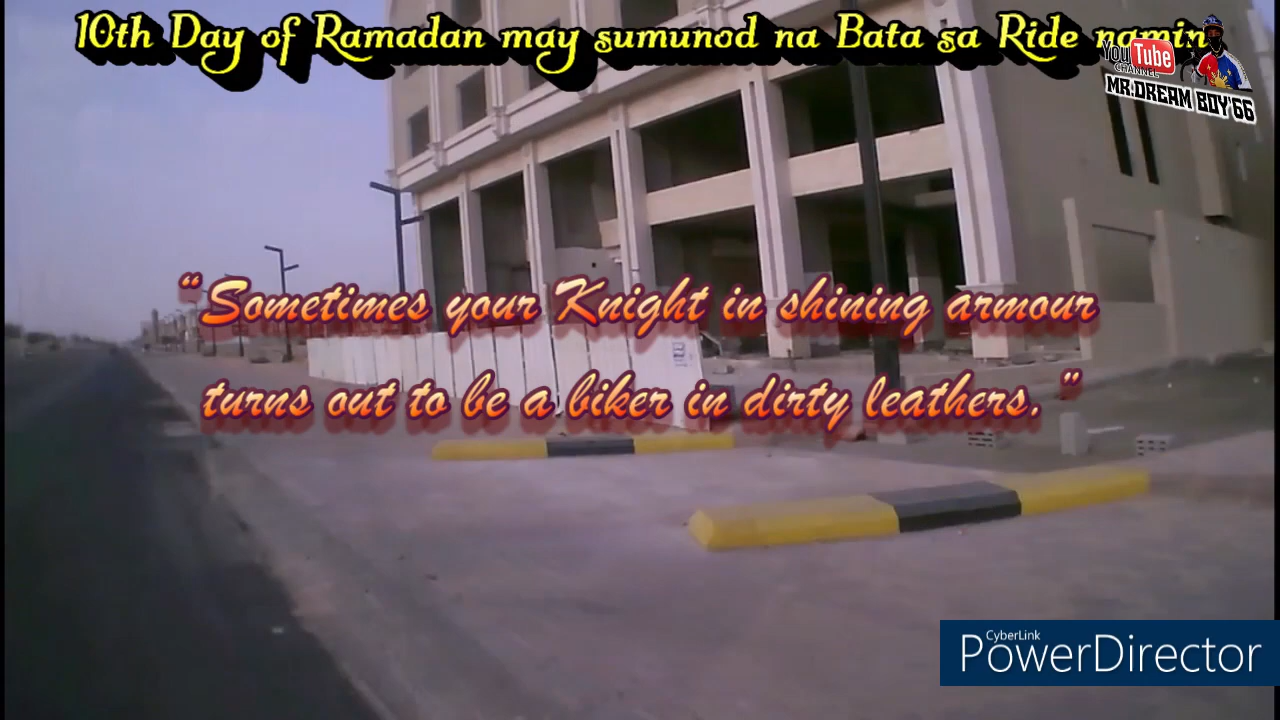 10th Day of Ramadan may sumunod na Bata sa Ride namin
YouTube
CHANNEL
MR.DREAM BOY'66
“Sometimes your Knight in shining armour
turns out to be a biker in dirty leathers.”
CyberLink
PowerDirector